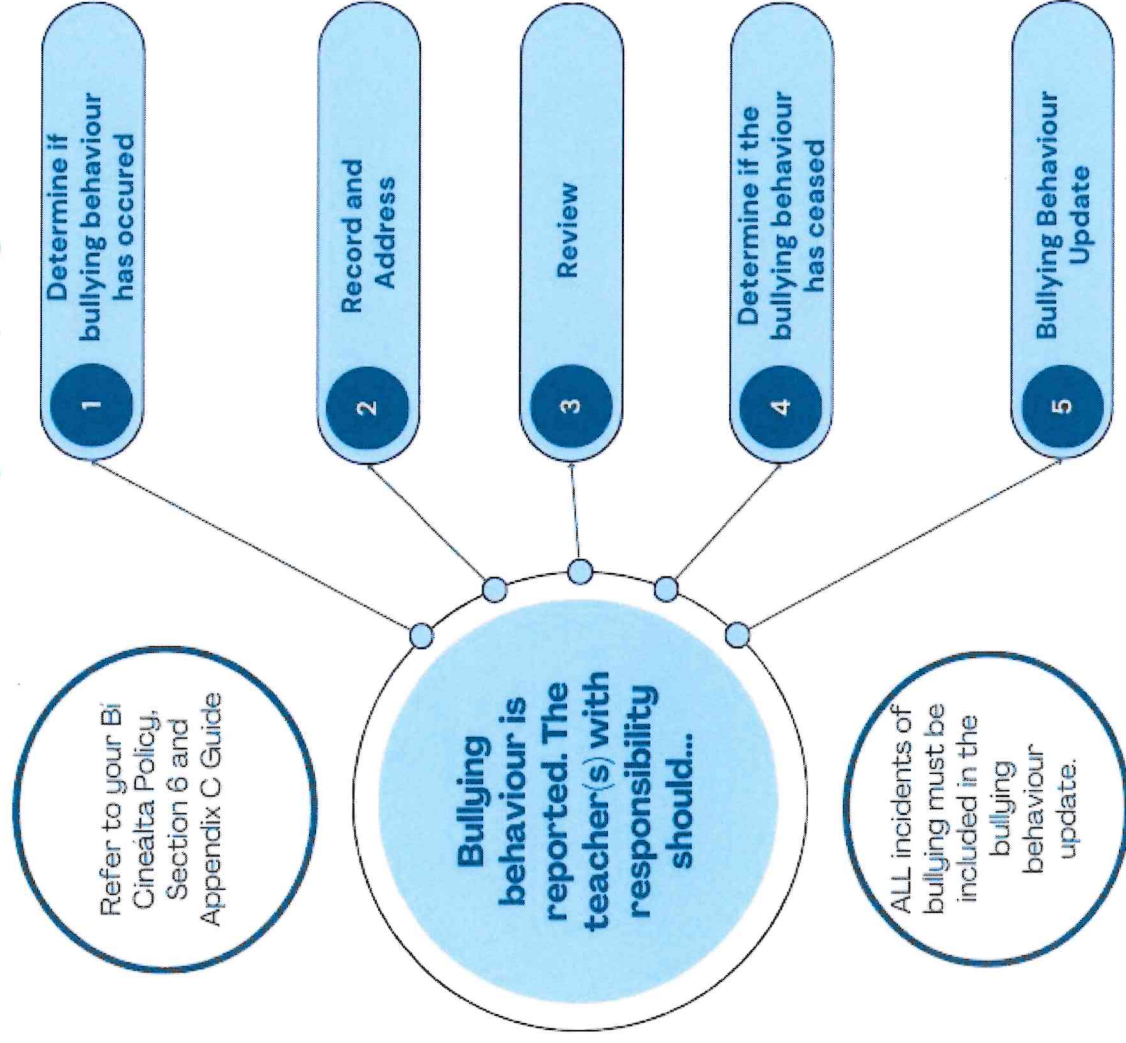 Refer to your Bí
Cineálta Policy,
Section 6 and
Appendix C Guide
Bullying
behaviour is
reported. The
teacher(s) with
responsibility
should...
ALL incidents of
bullying must be
included in the
bullying
behaviour
update.
1
Determine if
bullying behaviour
has occured
2
Record and
Address
3
Review
4
Determine if the
bullying behaviour
has ceased
5
Bullying Behaviour
Update